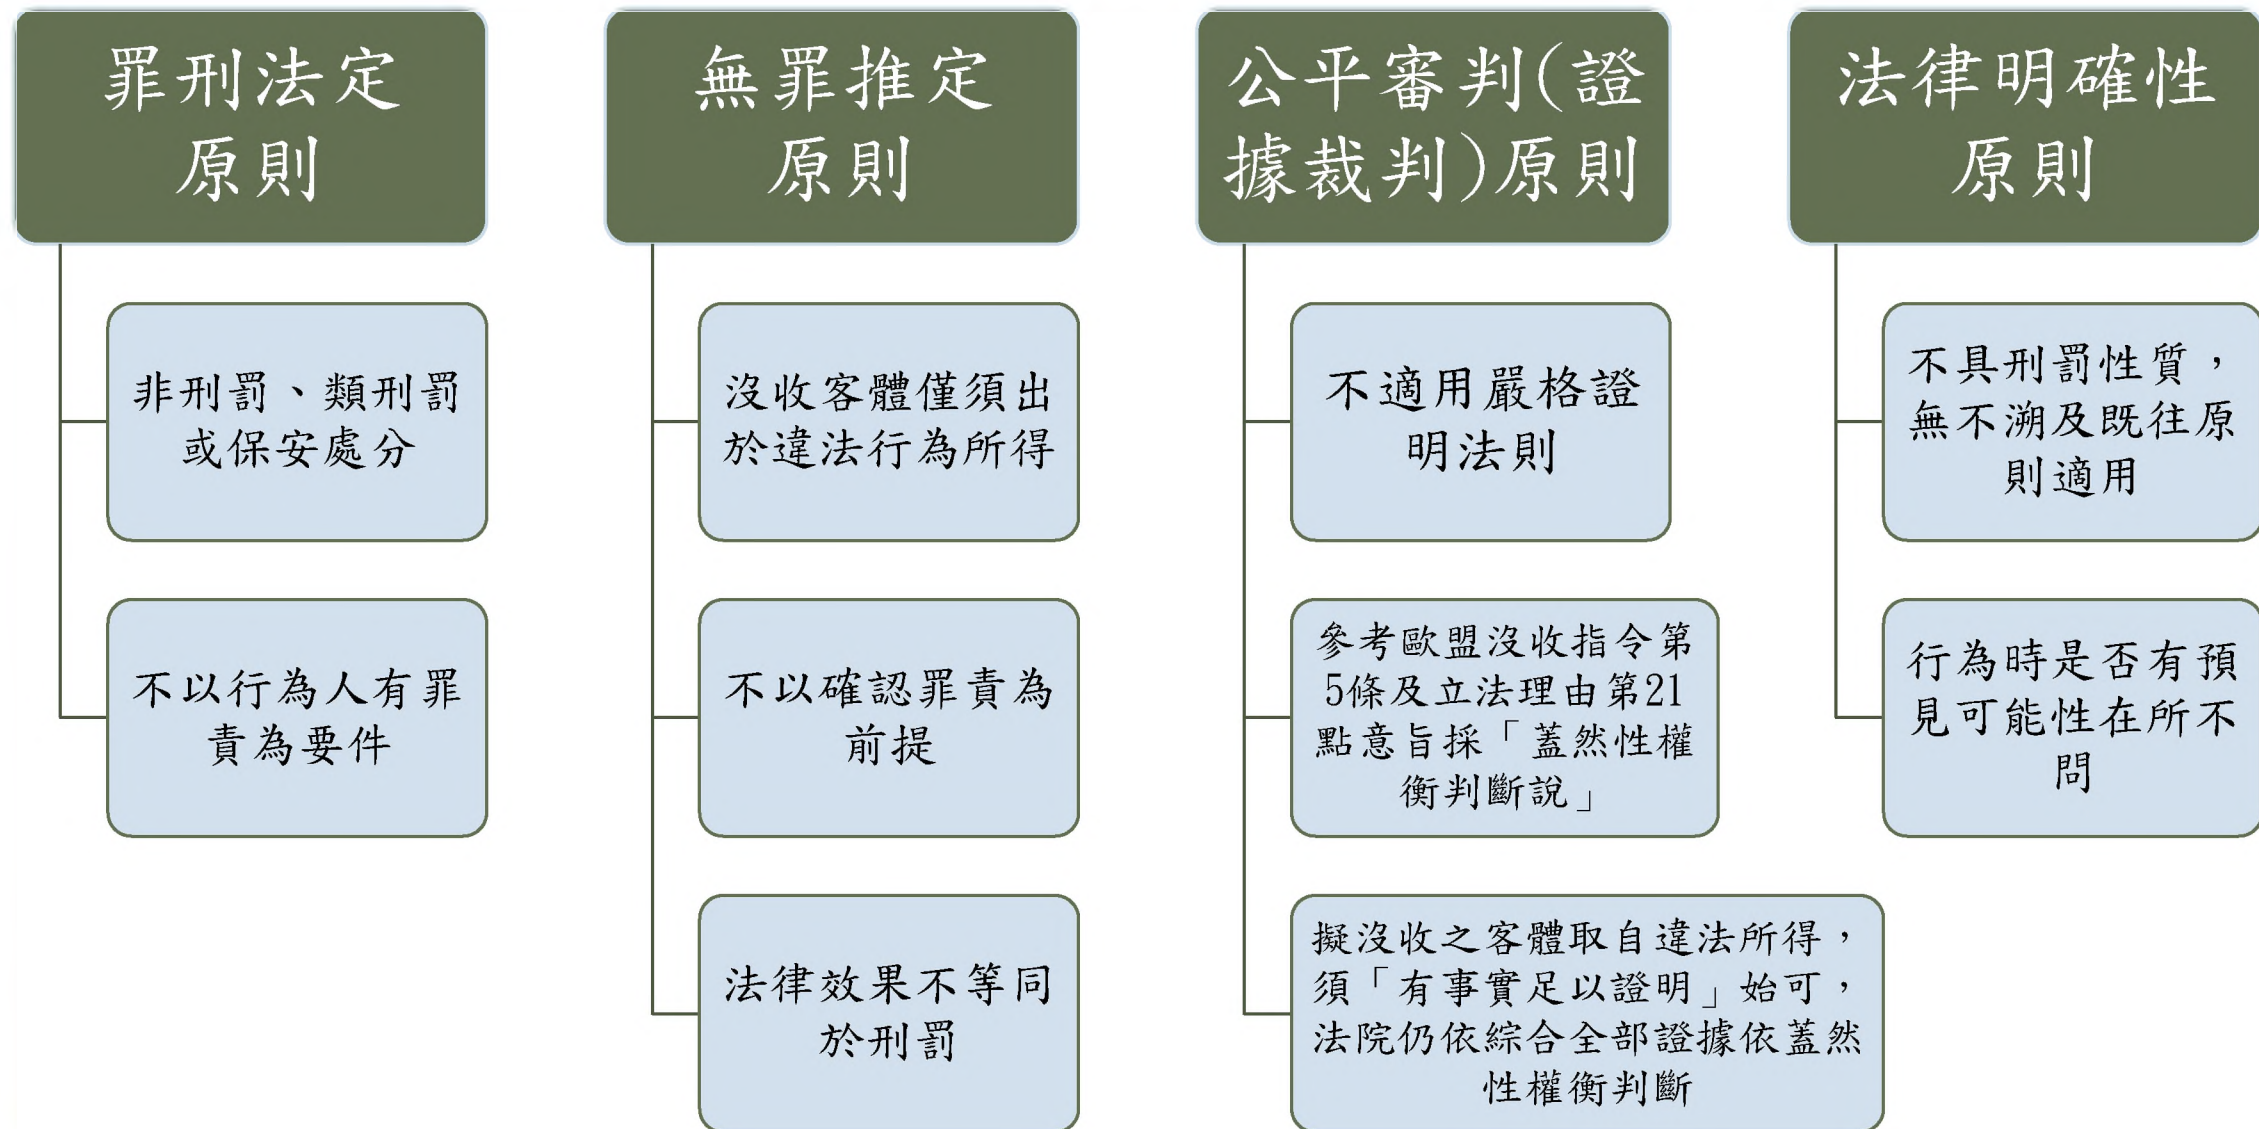 罪刑法定
原則
非刑罰、類刑罰
或保安處分
不以行為人有罪
責為要件
無罪推定
原則
沒收客體僅須出
於違法行為所得
不以確認罪責為
前提
法律效果不等同
於刑罰
公平審判(證
據裁判)原則
不適用嚴格證
明法則
參考歐盟沒收指令第
5條及立法理由第21
點意旨採「蓋然性權
衡判斷說」
擬沒收之客體取自違法所得，
須「有事實足以證明」始可，
法院仍依綜合全部證據依蓋然
性權衡判斷
法律明確性
原則
不具刑罰性質，
無不溯及既往原
則適用
行為時是否有預
見可能性在所不
問